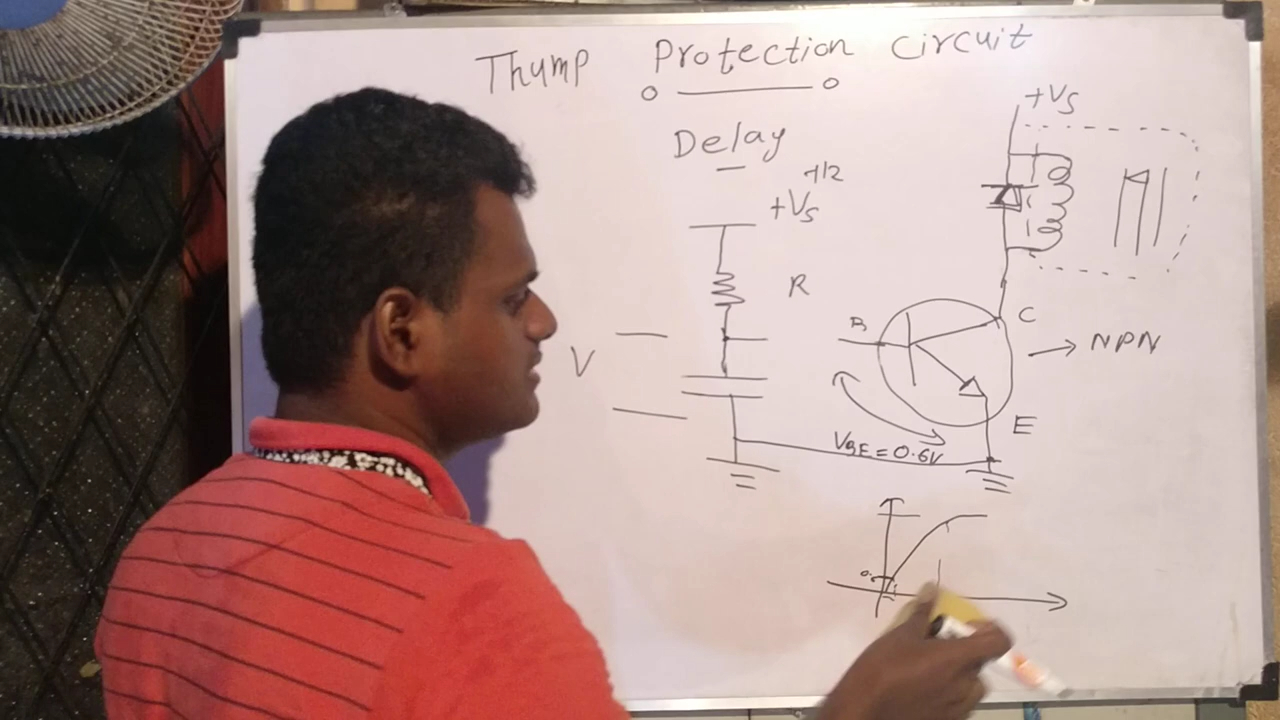 Thump Protection Circuit
Delay
+Vs
+12
+Vs
R
V
B
C
NPN
E
VBE = 0.6V